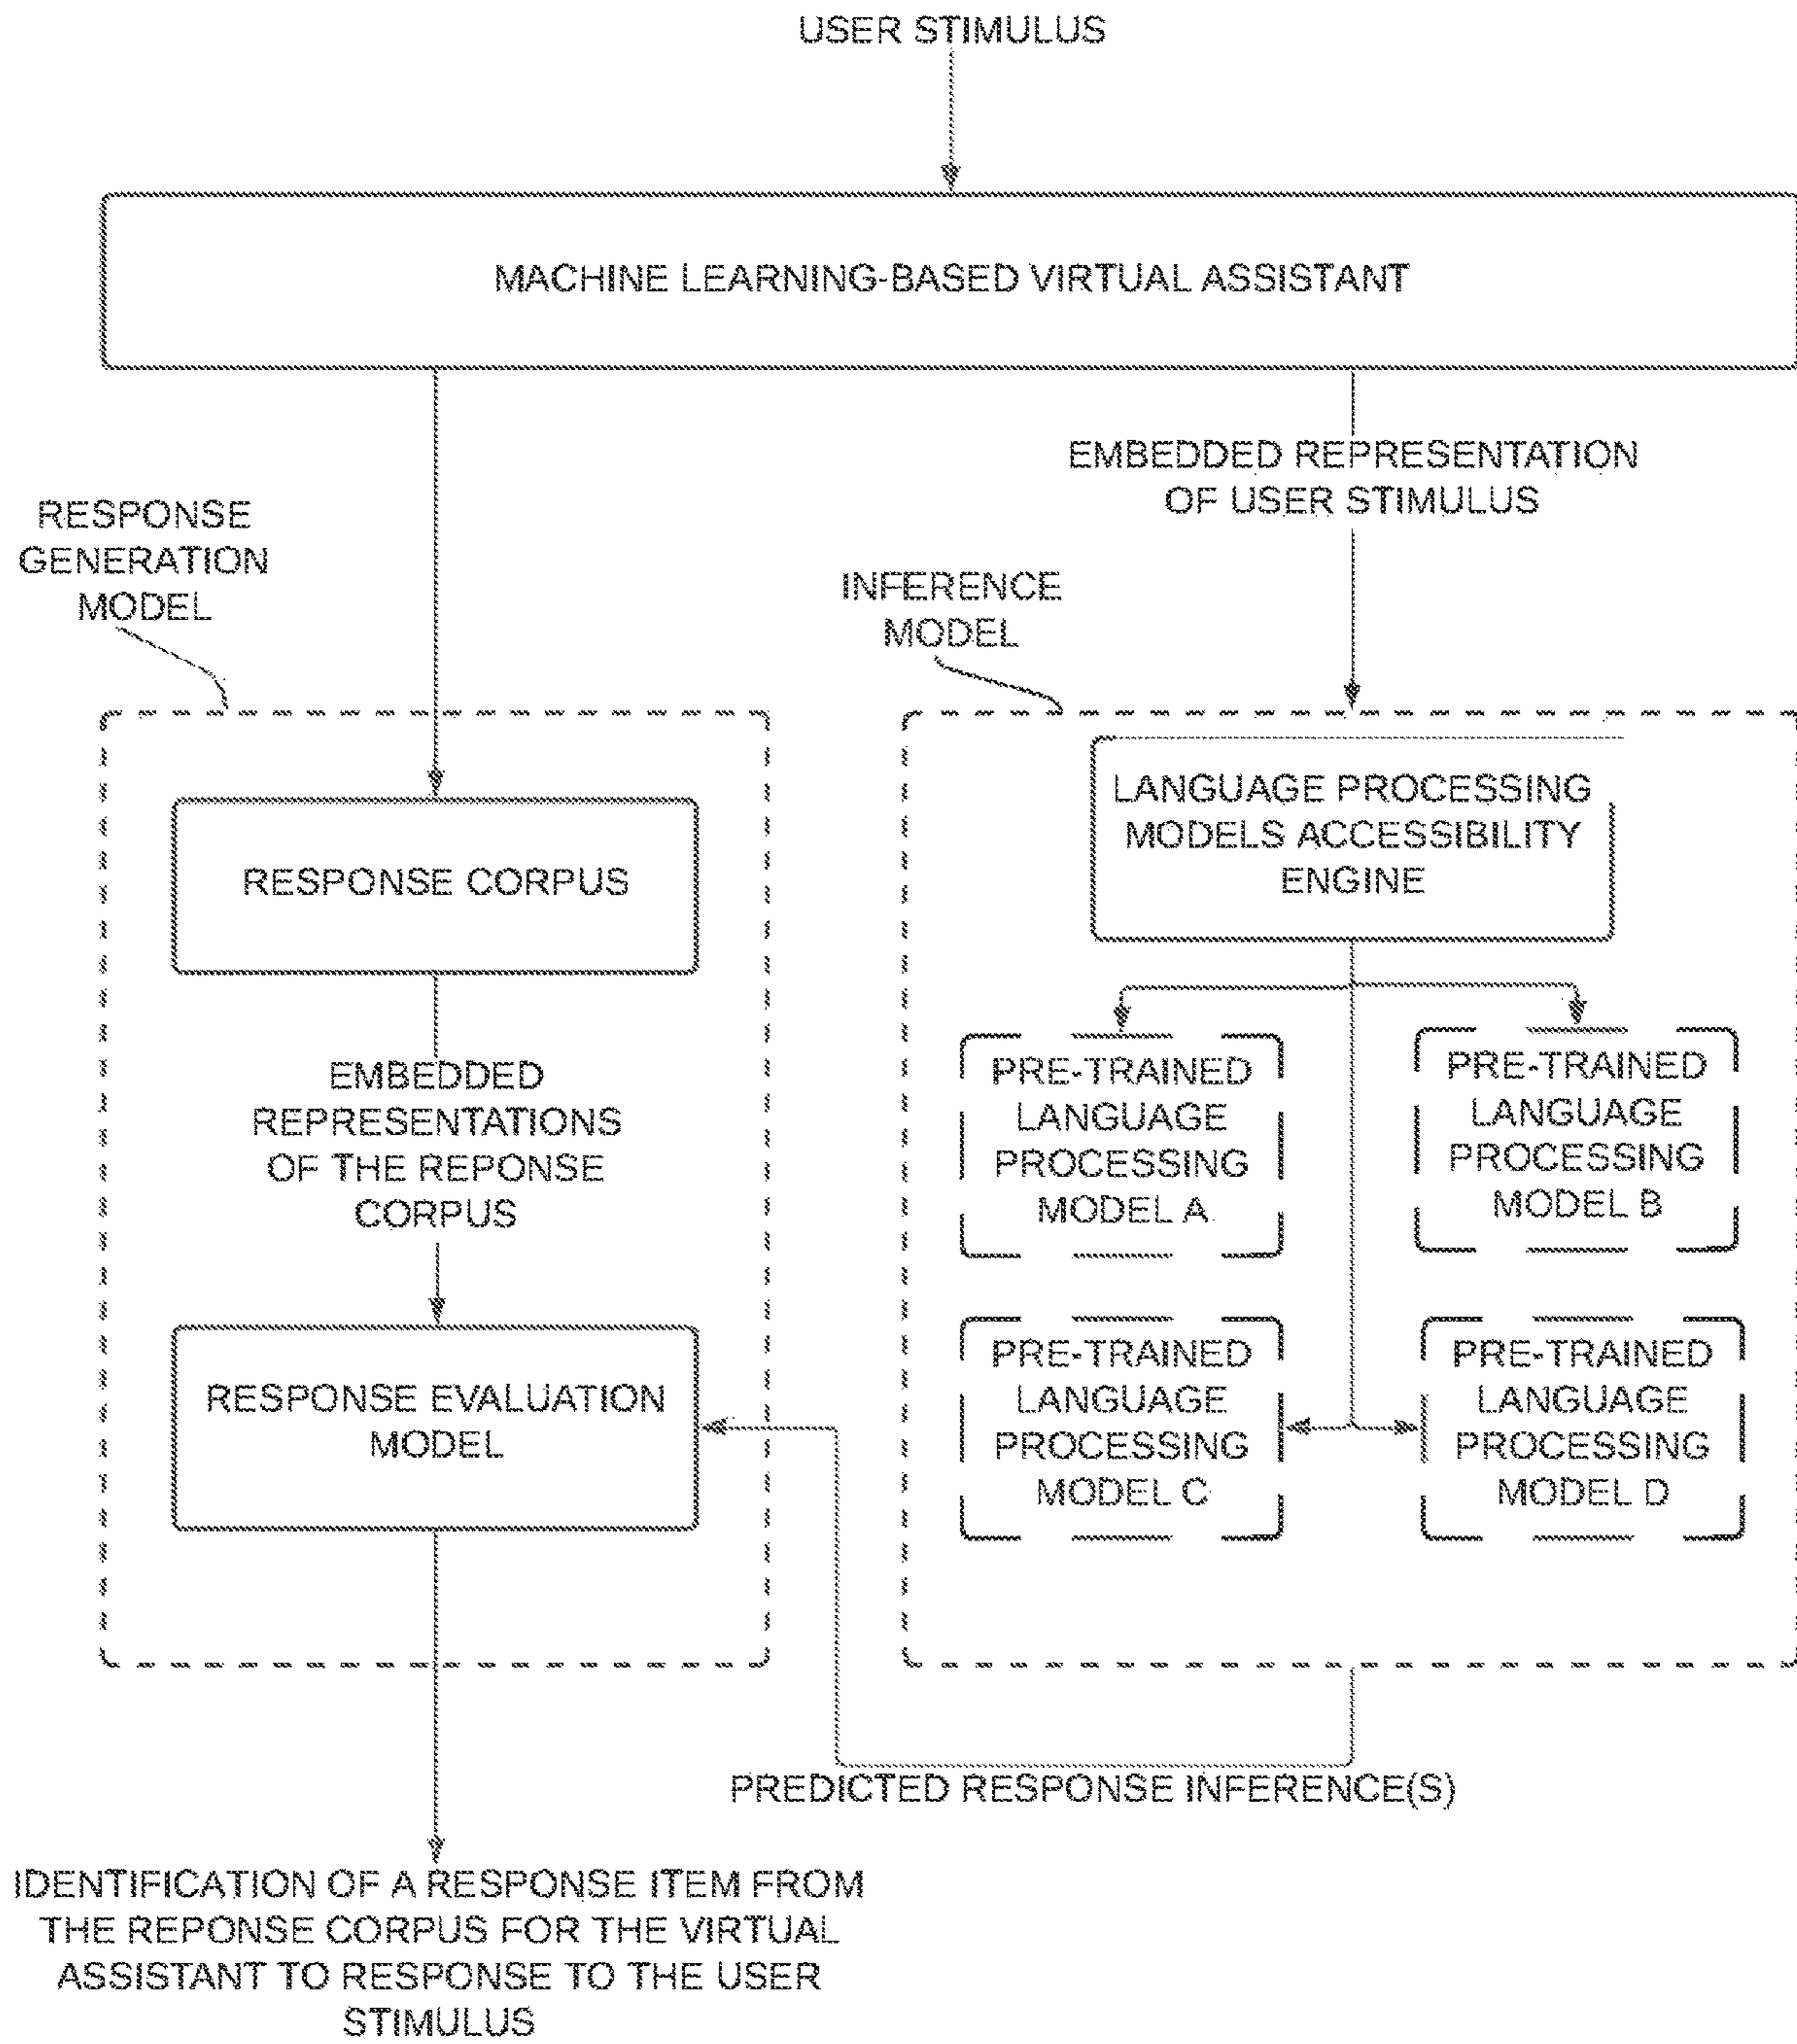 USER STIMULUS
MACHINE LEARNING-BASED VIRTUAL ASSISTANT
EMBEDDED REPRESENTATION
OF USER STIMULUS
RESPONSE
GENERATION
MODEL
INFERENCE
MODEL
LANGUAGE PROCESSING
MODELS ACCESSIBILITY
ENGINE
RESPONSE CORPUS
EMBEDDED
REPRESENTATIONS
OF THE REPONSE
CORPUS
PRE-TRAINED
LANGUAGE
PROCESSING
MODEL A
PRE-TRAINED
LANGUAGE
PROCESSING
MODEL B
RESPONSE EVALUATION
MODEL
PRE-TRAINED
LANGUAGE
PROCESSING
MODEL C
PRE-TRAINED
LANGUAGE
PROCESSING
MODEL D
PREDICTED RESPONSE INFERENCE(S)
IDENTIFICATION OF A RESPONSE ITEM FROM
THE REPONSE CORPUS FOR THE VIRTUAL
ASSISTANT TO RESPONSE TO THE USER
STIMULUS